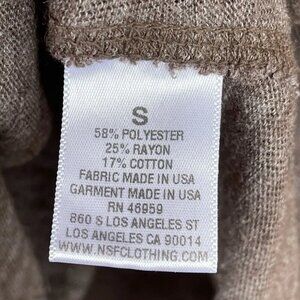 S
58% POLYESTER
25% RAYON
17% COTTON
FABRIC MADE IN USA
GARMENT MADE IN USA
RN 46959
860 S LOS ANGELES ST
LOS ANGELES CA 90014
WWW.NSFCLOTHING.COM